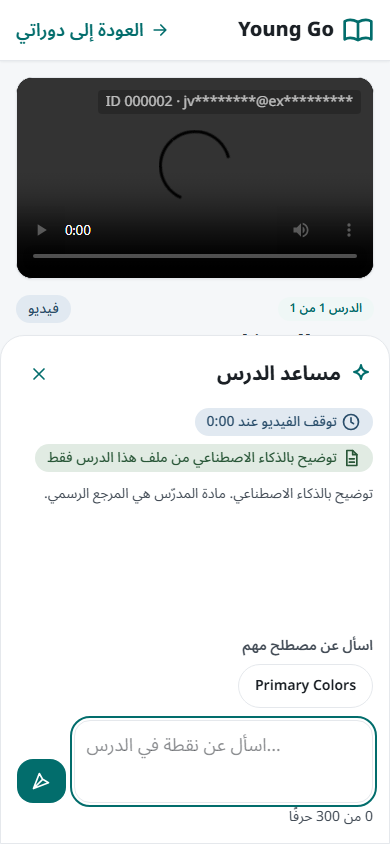 Young Go
العودة إلى دوراتي
ID 000002 · jv********@ex*********
0:00
الدرس 1 من 1
فيديو
مساعد الدرس
توقف الفيديو عند 0:00
توضيح بالذكاء الاصطناعي من ملف هذا الدرس فقط
توضيح بالذكاء الاصطناعي. مادة المدرّس هي المرجع الرسمي.
اسأل عن مصطلح مهم
Primary Colors
اسأل عن نقطة في الدرس...
0 من 300 حرفًا